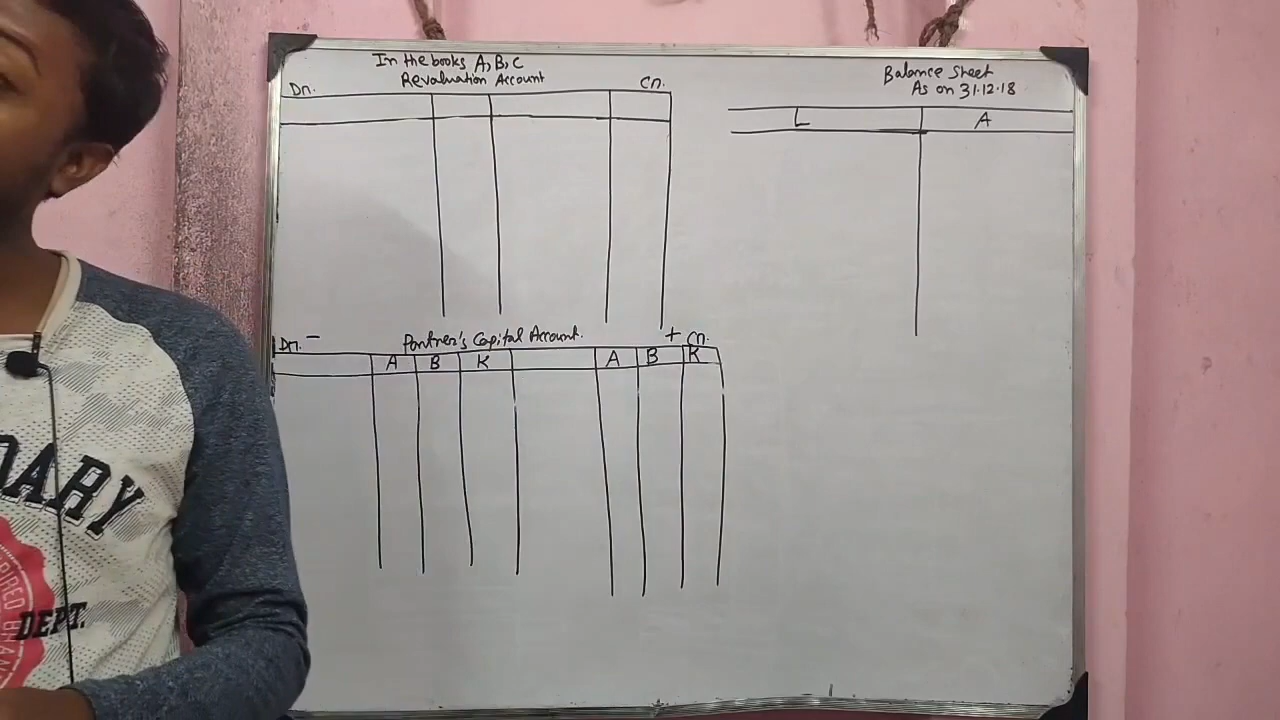 In the books A, B, C
Revaluation Account
Dr. Cr.
Balance Sheet
As on 31.12.18
L A
Partner's Capital Account.
Dr. - + Cr.
A B K A B K
DARY
DEPT.